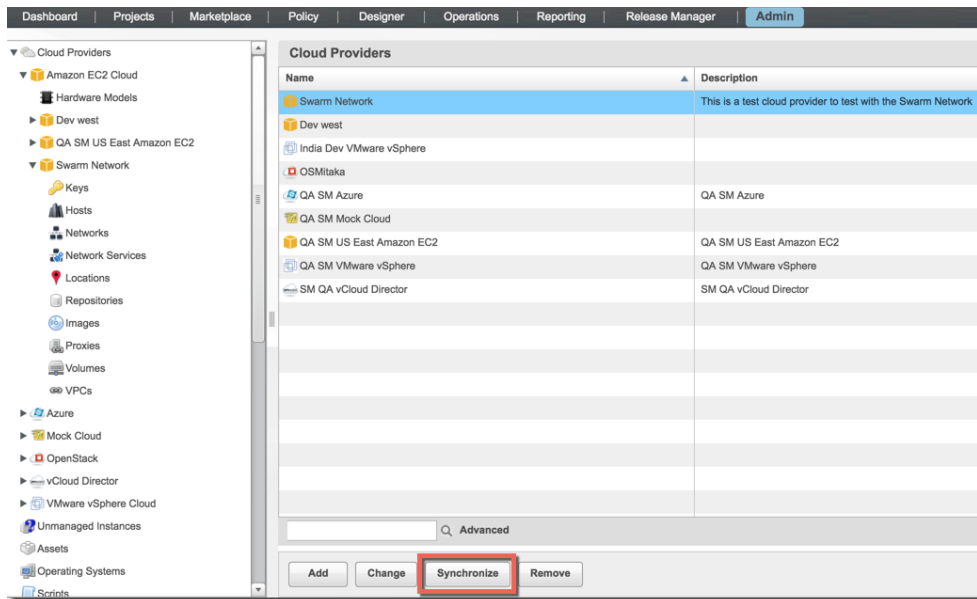 Dashboard | Projects | Marketplace | Policy | Designer | Operations | Reporting | Release Manager | Admin
Cloud Providers
Amazon EC2 Cloud
Hardware Models
Dev west
QA SM US East Amazon EC2
Swarm Network
Keys
Hosts
Networks
Network Services
Locations
Repositories
Images
Proxies
Volumes
VPCs
Azure
Mock Cloud
OpenStack
vCloud Director
VMware vSphere Cloud
Unmanaged Instances
Assets
Operating Systems
Scripts
Cloud Providers
Name Description
Swarm Network This is a test cloud provider to test with the Swarm Network
Dev west
India Dev VMware vSphere
OSMitaka
QA SM Azure QA SM Azure
QA SM Mock Cloud
QA SM US East Amazon EC2 QA SM US East Amazon EC2
QA SM VMware vSphere QA SM VMware vSphere
SM QA vCloud Director SM QA vCloud Director
Advanced
Add Change Synchronize Remove